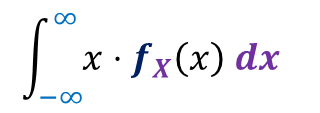 ∫_{-∞}^{∞} x · f_X(x) dx